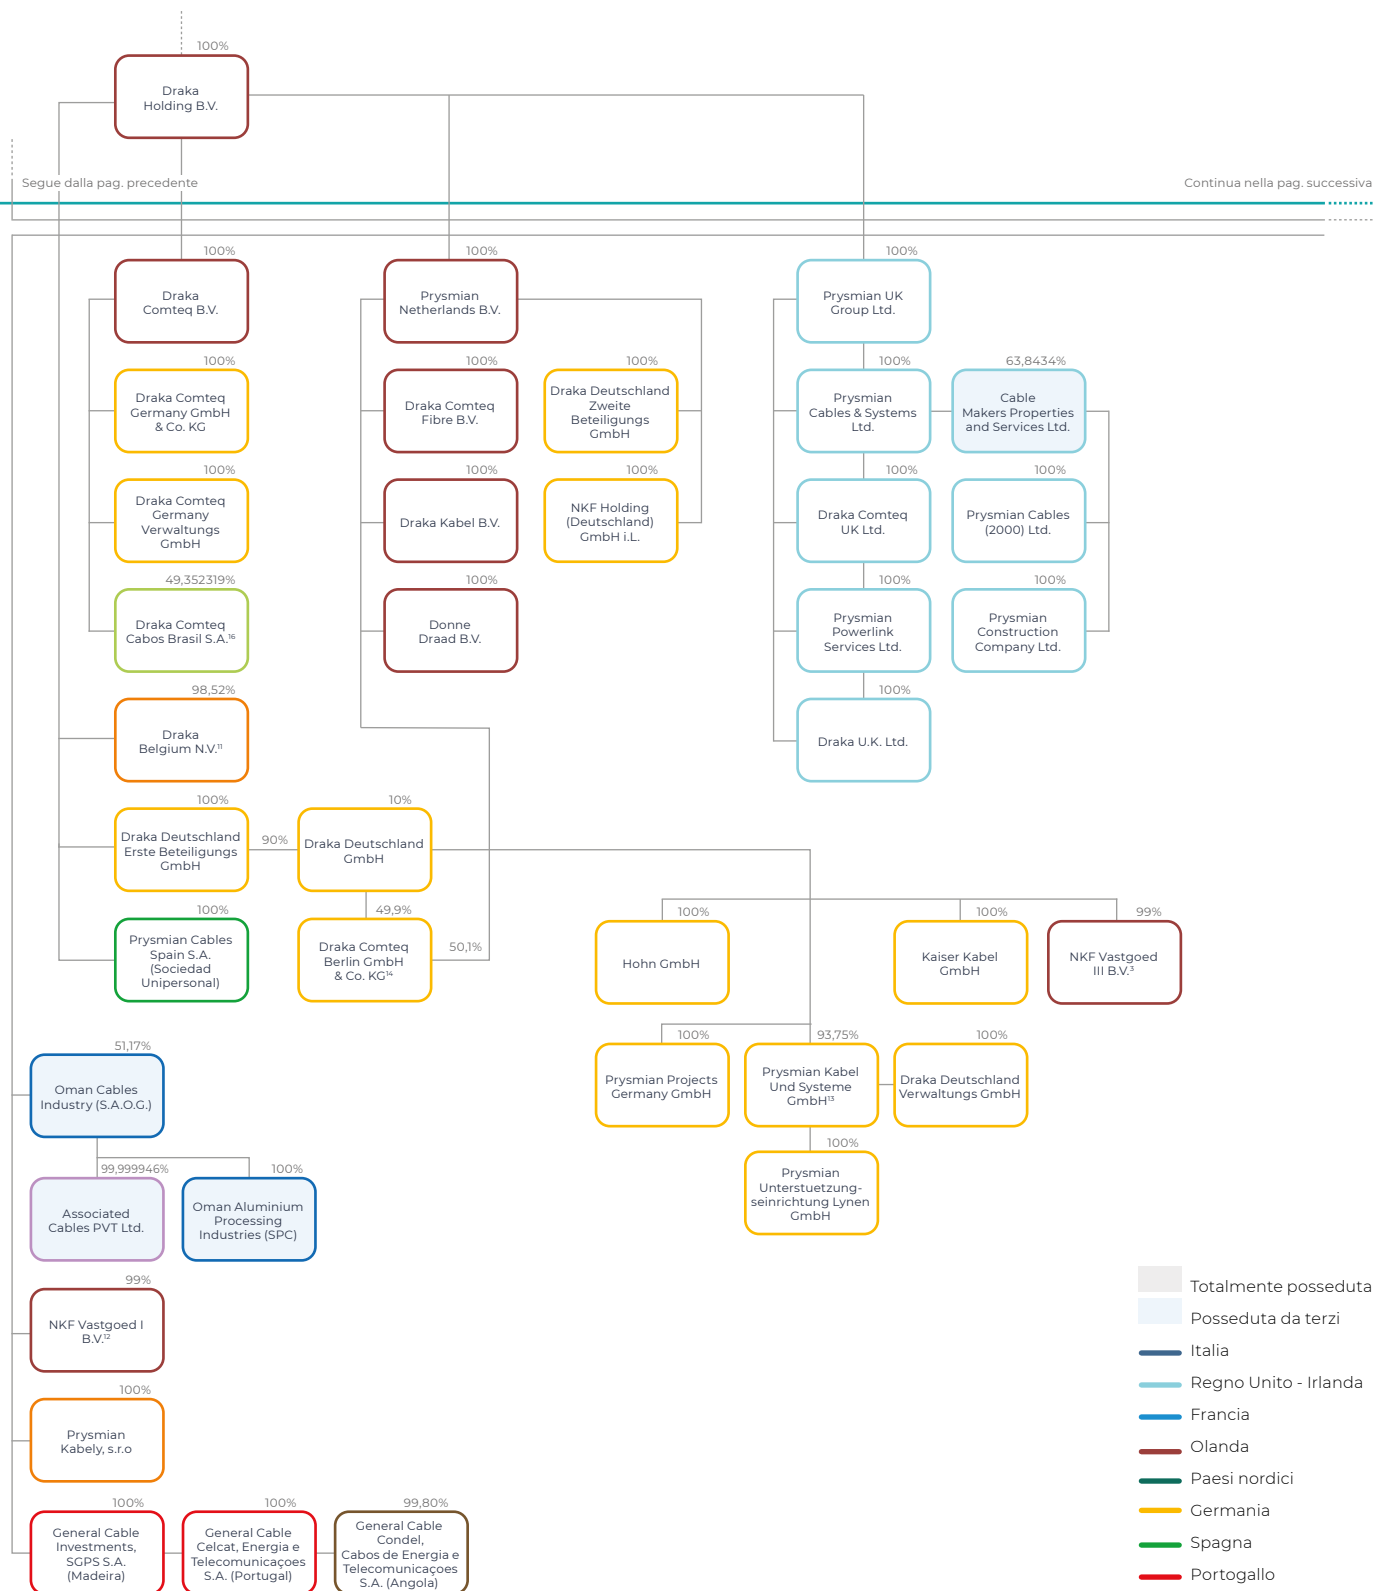 100%
Draka
Holding B.V.
Segue dalla pag. precedente
Continua nella pag. successiva
100%
Draka
Comteq B.V.
100%
Prysmian
Netherlands B.V.
100%
Prysmian UK
Group Ltd.
100%
Draka Comteq
Germany GmbH
& Co. KG
100%
Draka Comteq
Fibre B.V.
100%
Draka Deutschland
Zweite
Beteiligungs
GmbH
100%
Prysmian
Cables & Systems
Ltd.
63,8434%
Cable
Makers Properties
and Services Ltd.
100%
Draka Comteq
Germany
Verwaltungs
GmbH
100%
Draka Kabel B.V.
100%
NKF Holding
(Deutschland)
GmbH i.L.
100%
Draka Comteq
UK Ltd.
100%
Prysmian Cables
(2000) Ltd.
49,352319%
Draka Comteq
Cabos Brasil S.A.¹⁶
100%
Donne
Draad B.V.
100%
Prysmian
Powerlink
Services Ltd.
100%
Prysmian
Construction
Company Ltd.
98,52%
Draka
Belgium N.V.¹¹
100%
Draka U.K. Ltd.
100%
Draka Deutschland
Erste Beteiligungs
GmbH
90%
10%
Draka Deutschland
GmbH
100%
Prysmian Cables
Spain S.A.
(Sociedad
Unipersonal)
49,9%
Draka Comteq
Berlin GmbH
& Co. KG¹⁴
50,1%
100%
Hohn GmbH
100%
Kaiser Kabel
GmbH
99%
NKF Vastgoed
III B.V.³
100%
Prysmian Projects
Germany GmbH
93,75%
Prysmian Kabel
Und Systeme
GmbH¹³
100%
Draka Deutschland
Verwaltungs GmbH
100%
Prysmian
Unterstuetzung-
seinrichtung Lynen
GmbH
51,17%
Oman Cables
Industry (S.A.O.G.)
99,999946%
Associated
Cables PVT Ltd.
100%
Oman Aluminium
Processing
Industries (SPC)
99%
NKF Vastgoed I
B.V.¹²
100%
Prysmian
Kabely, s.r.o
100%
General Cable
Investments,
SGPS S.A.
(Madeira)
100%
General Cable
Celcat, Energia e
Telecomunicaçoes
S.A. (Portugal)
99,80%
General Cable
Condel,
Cabos de Energia e
Telecomunicaçoes
S.A. (Angola)
Totalmente posseduta
Posseduta da terzi
Italia
Regno Unito - Irlanda
Francia
Olanda
Paesi nordici
Germania
Spagna
Portogallo